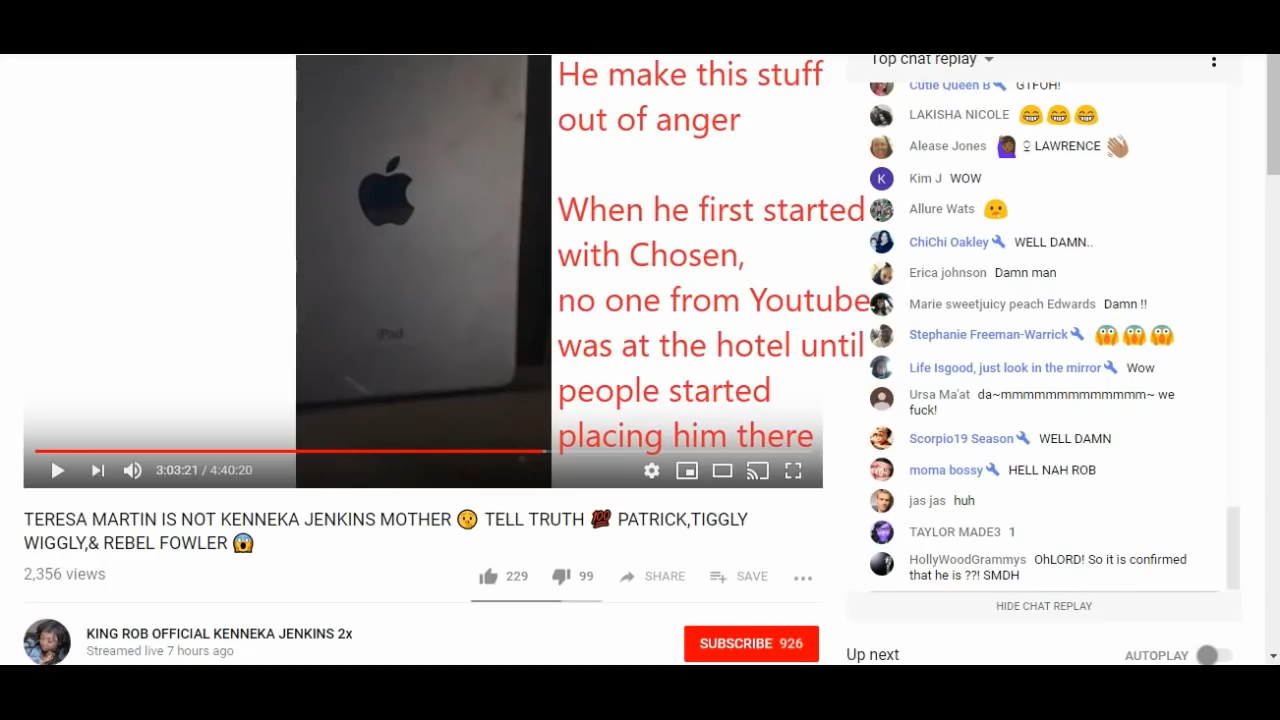 He make this stuff
out of anger
When he first started
with Chosen,
no one from Youtube
was at the hotel until
people started
placing him there
iPad
3:03:21 / 4:40:20
TERESA MARTIN IS NOT KENNEKA JENKINS MOTHER 🤫 TELL TRUTH 💯 PATRICK,TIGGLY
WIGGLY,& REBEL FOWLER 😱
2,356 views
229 99 SHARE SAVE
KING ROB OFFICIAL KENNEKA JENKINS 2x
Streamed live 7 hours ago
SUBSCRIBE 926
Top chat replay
Cutie Queen B GTFOH!
LAKISHA NICOLE 😁😁😁
Alease Jones 🙋🏾♀ LAWRENCE 👋🏽
K Kim J WOW
Allure Wats 😶
ChiChi Oakley WELL DAMN..
Erica johnson Damn man
Marie sweetjuicy peach Edwards Damn !!
Stephanie Freeman-Warrick 😱😱😱
Life Isgood, just look in the mirror Wow
Ursa Ma'at da~mmmmmmmmmmmmm~ we
fuck!
Scorpio19 Season WELL DAMN
moma bossy HELL NAH ROB
jas jas huh
TAYLOR MADE3 1
HollyWoodGrammys OhLORD! So it is confirmed
that he is ??! SMDH
HIDE CHAT REPLAY
Up next AUTOPLAY